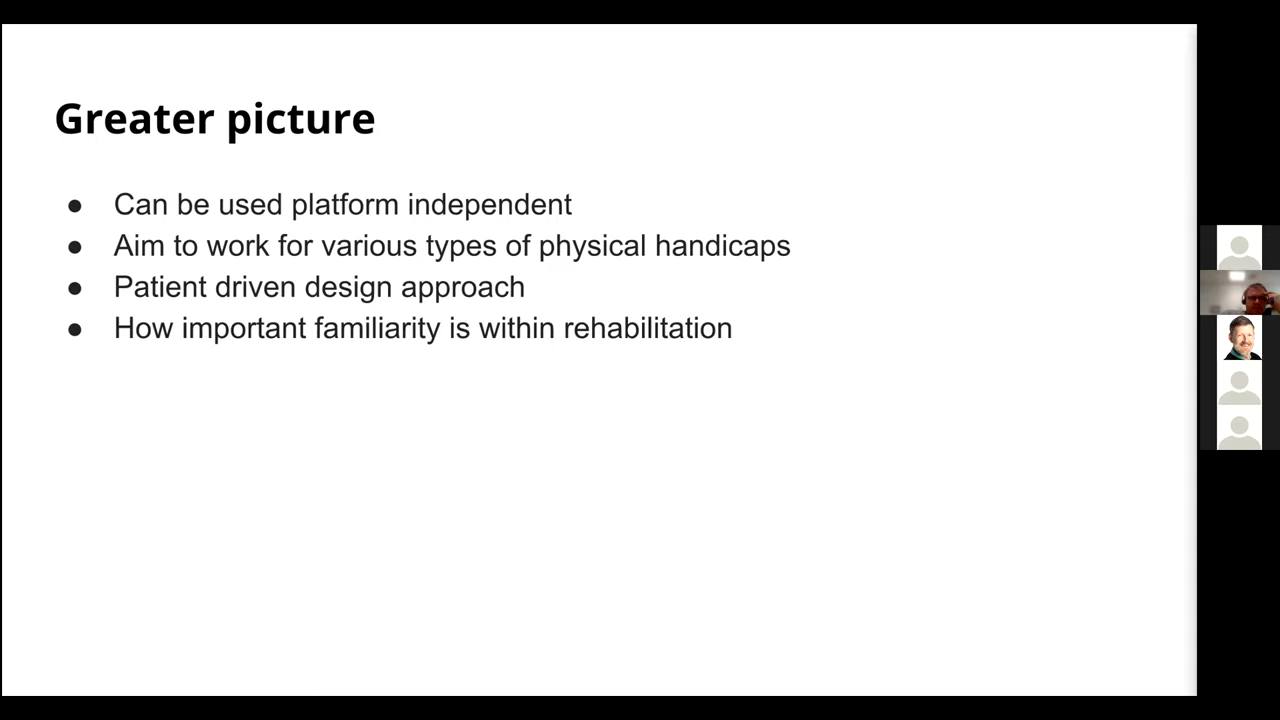 Greater picture
● Can be used platform independent
● Aim to work for various types of physical handicaps
● Patient driven design approach
● How important familiarity is within rehabilitation